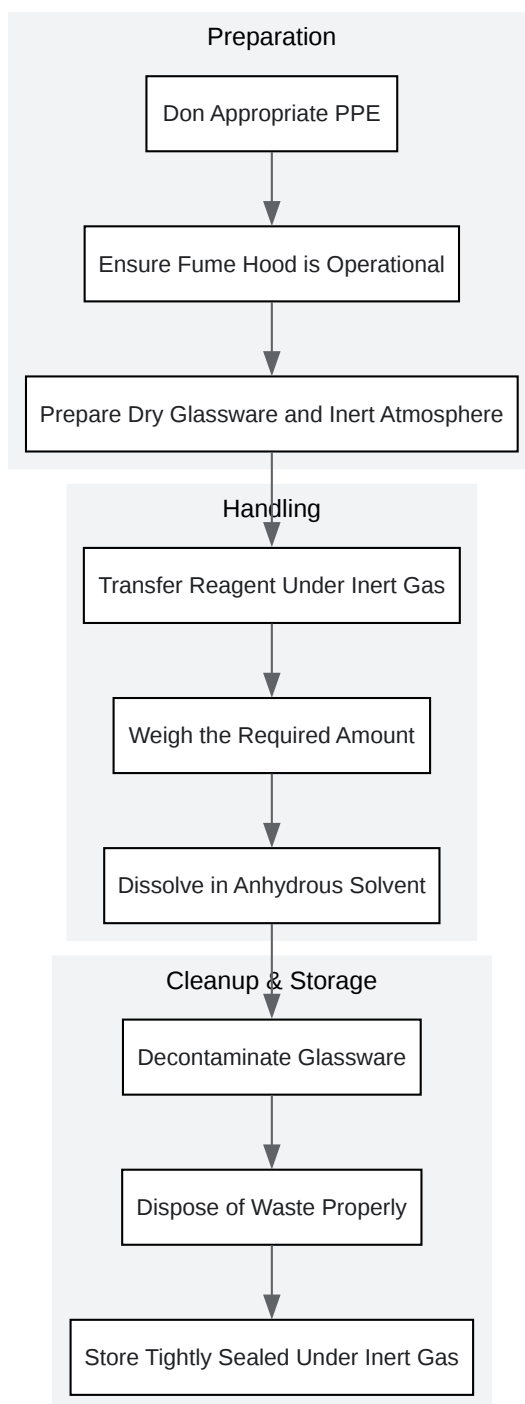 Preparation
Don Appropriate PPE
Ensure Fume Hood is Operational
Prepare Dry Glassware and Inert Atmosphere
Handling
Transfer Reagent Under Inert Gas
Weigh the Required Amount
Dissolve in Anhydrous Solvent
Cleanup & Storage
Decontaminate Glassware
Dispose of Waste Properly
Store Tightly Sealed Under Inert Gas